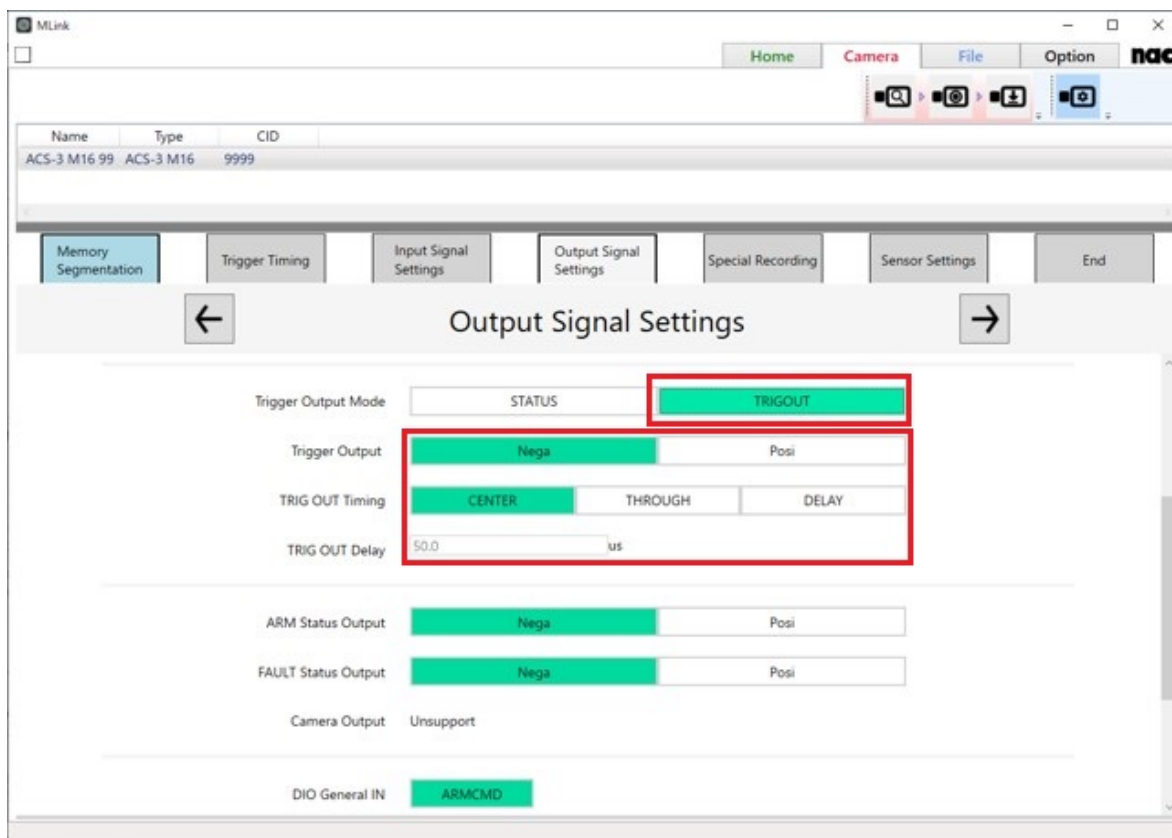 MLink
Home Camera File Option nac
Name Type CID
ACS-3 M16 99 ACS-3 M16 9999
Memory Segmentation
Trigger Timing
Input Signal Settings
Output Signal Settings
Special Recording
Sensor Settings
End
Output Signal Settings
Trigger Output Mode STATUS TRIGOUT
Trigger Output Nega Posi
TRIG OUT Timing CENTER THROUGH DELAY
TRIG OUT Delay 50.0 us
ARM Status Output Nega Posi
FAULT Status Output Nega Posi
Camera Output Unsupport
DIO General IN ARMCMD